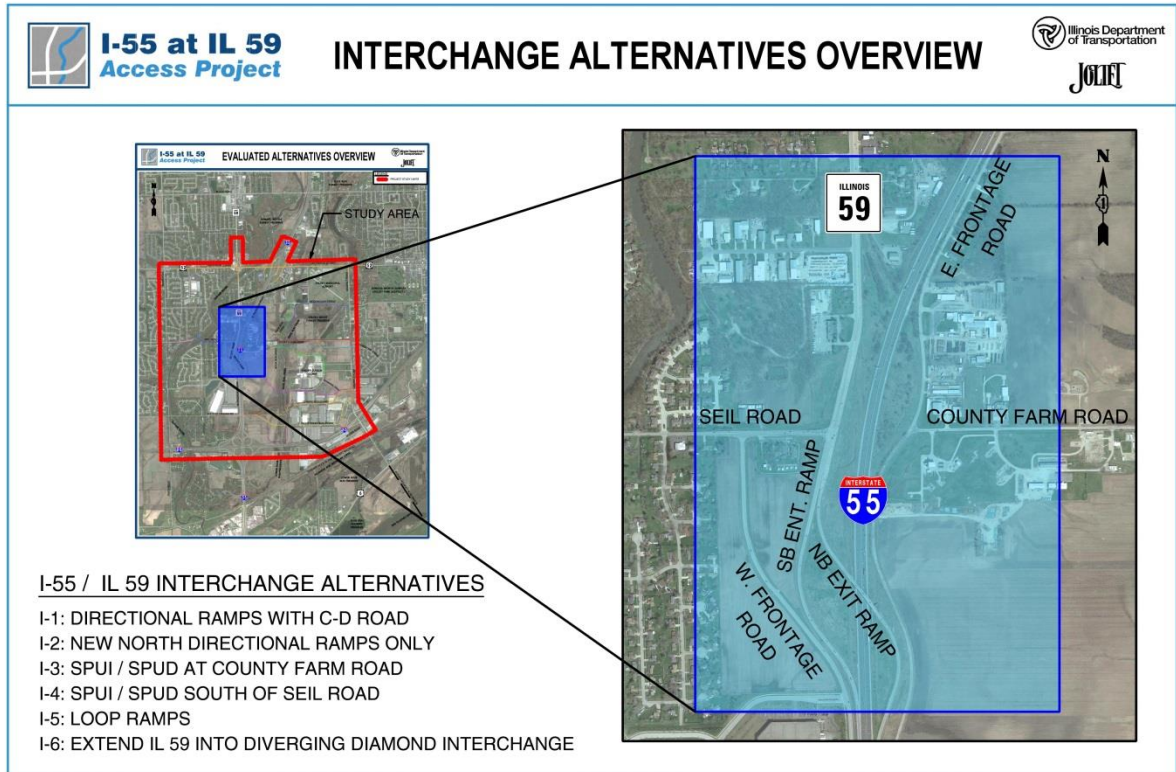 I-55 at IL 59
Access Project
INTERCHANGE ALTERNATIVES OVERVIEW
Illinois Department
of Transportation
JOLIET
I-55 at IL 59
Access Project
EVALUATED ALTERNATIVES OVERVIEW
JOLIET
STUDY AREA
N
ILLINOIS
59
E. FRONTAGE
ROAD
SEIL ROAD
COUNTY FARM ROAD
SB ENT. RAMP
INTERSTATE
55
NB EXIT RAMP
W. FRONTAGE
ROAD
I-55 / IL 59 INTERCHANGE ALTERNATIVES
I-1: DIRECTIONAL RAMPS WITH C-D ROAD
I-2: NEW NORTH DIRECTIONAL RAMPS ONLY
I-3: SPUI / SPUD AT COUNTY FARM ROAD
I-4: SPUI / SPUD SOUTH OF SEIL ROAD
I-5: LOOP RAMPS
I-6: EXTEND IL 59 INTO DIVERGING DIAMOND INTERCHANGE